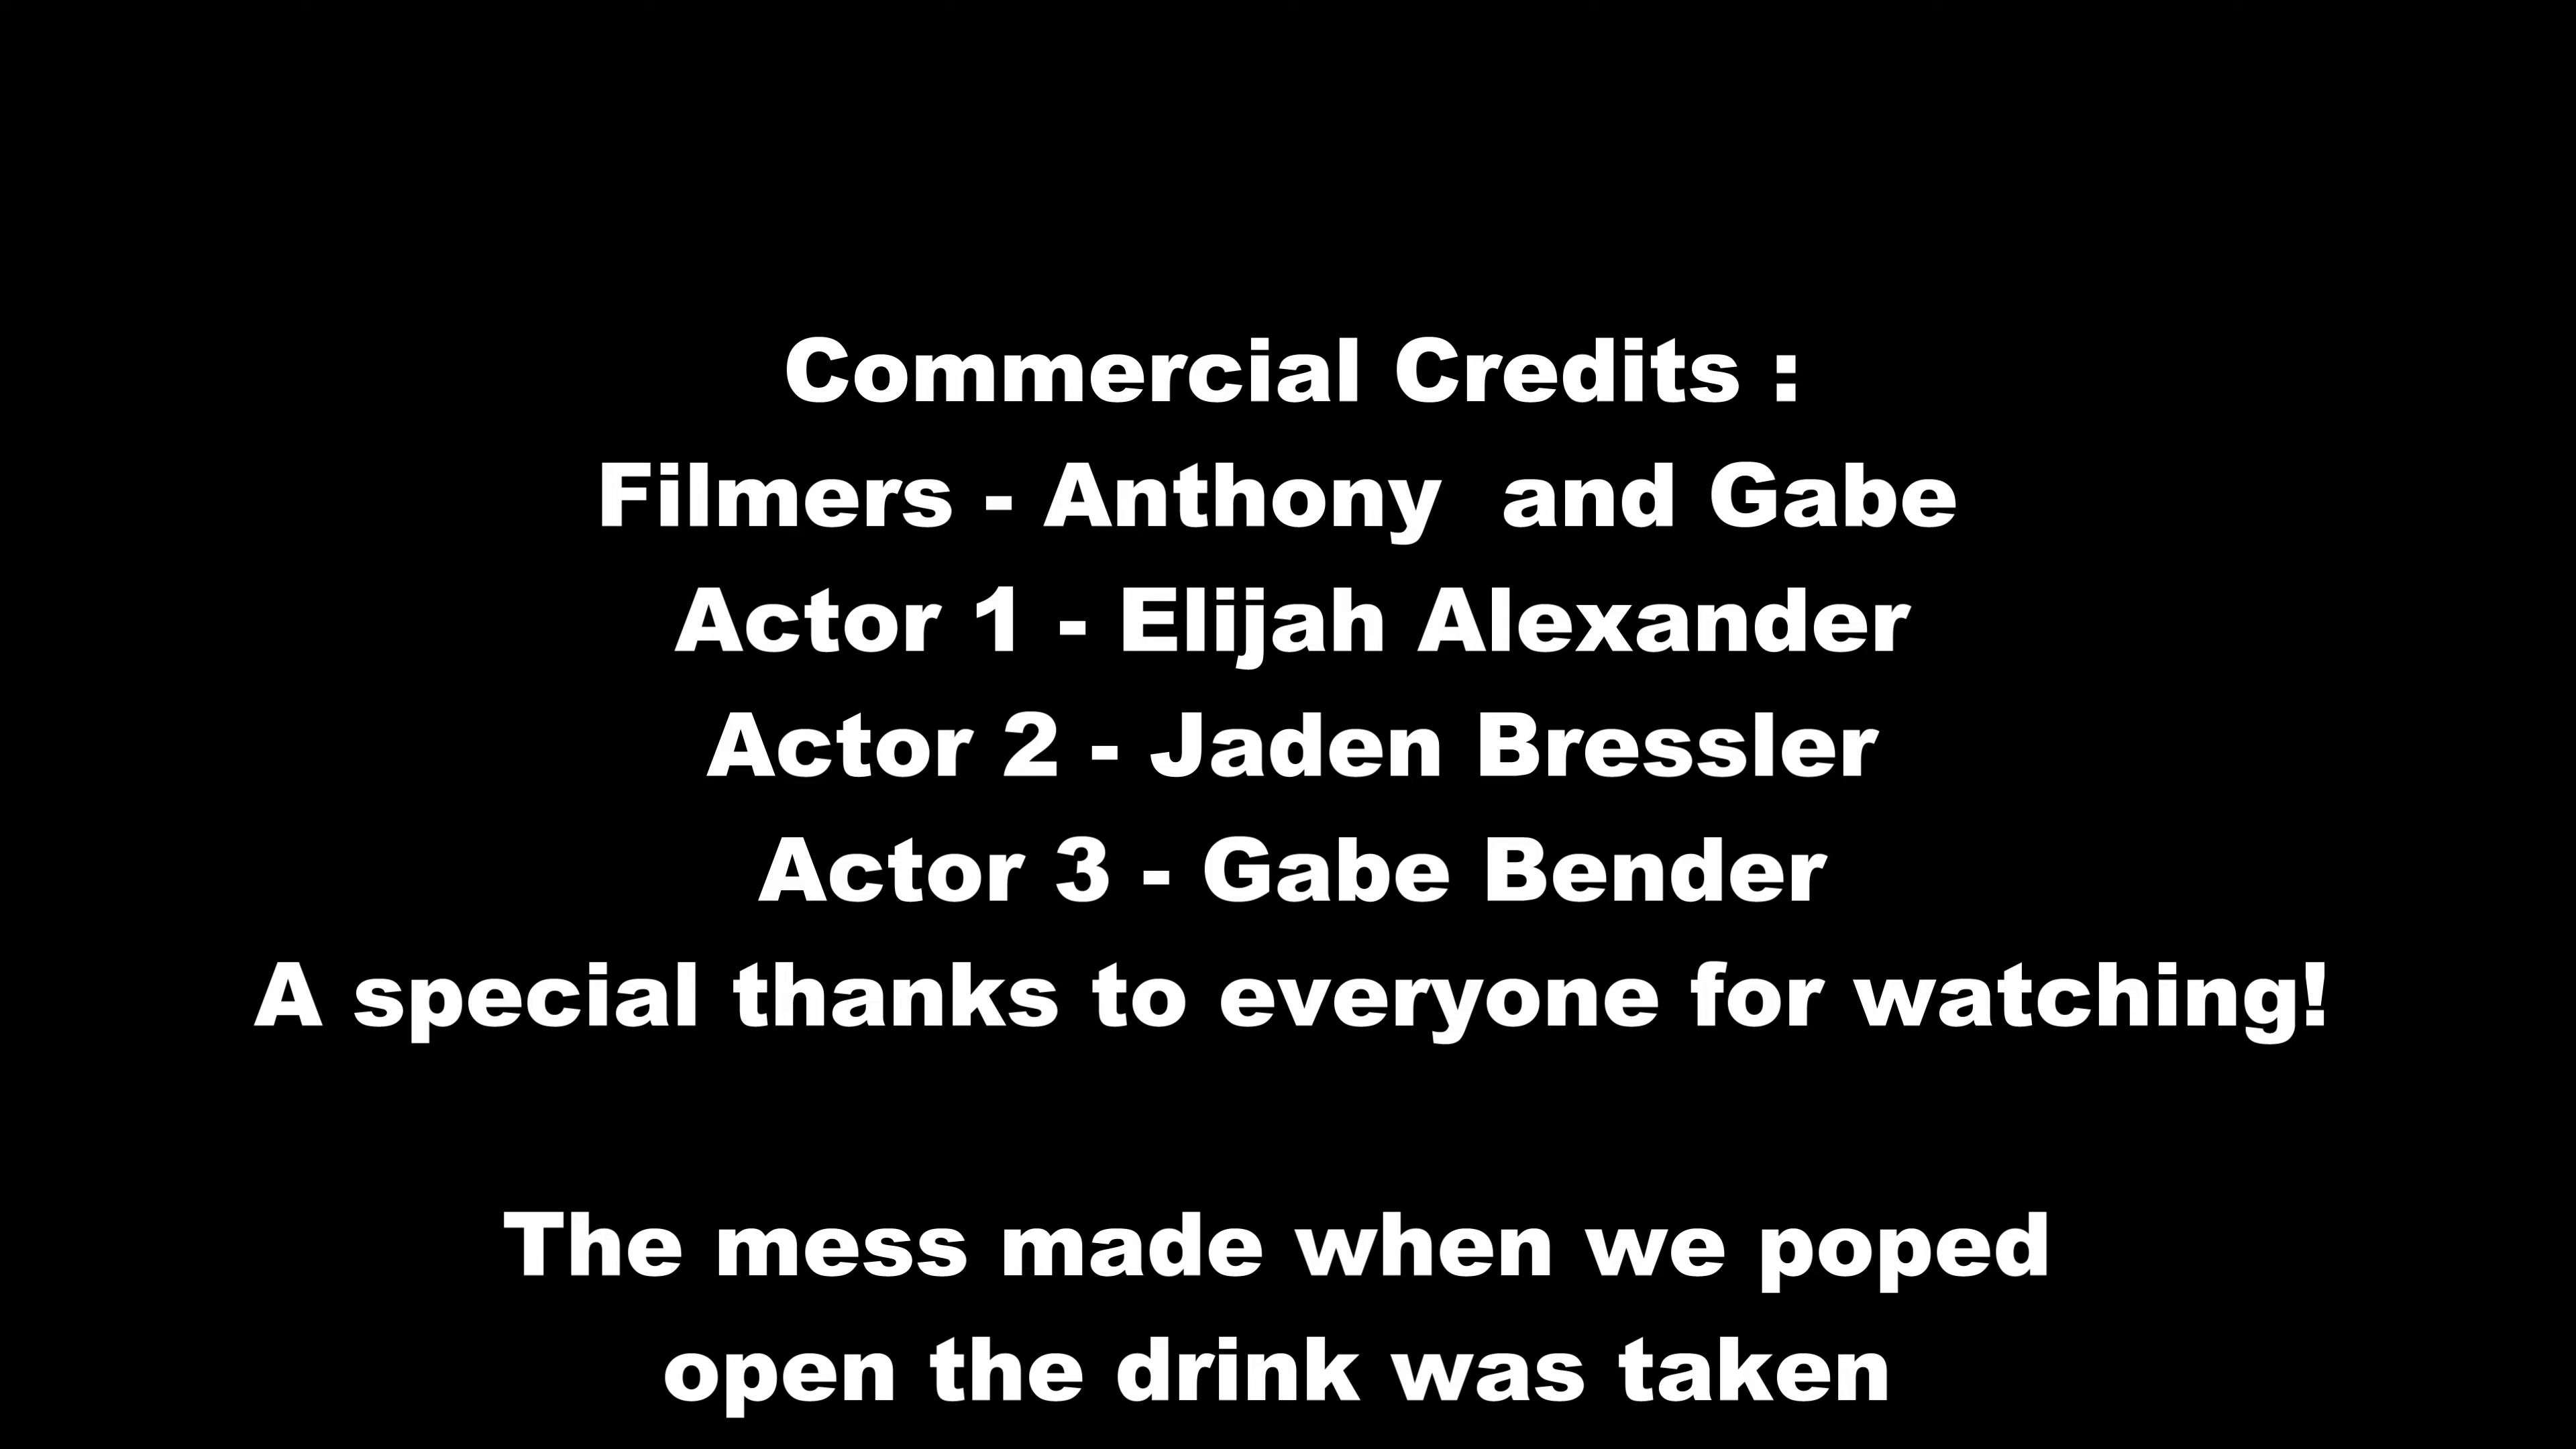 Commercial Credits :
Filmers - Anthony  and Gabe
Actor 1 - Elijah Alexander
Actor 2 - Jaden Bressler
Actor 3 - Gabe Bender
A special thanks to everyone for watching!
The mess made when we poped
open the drink was taken